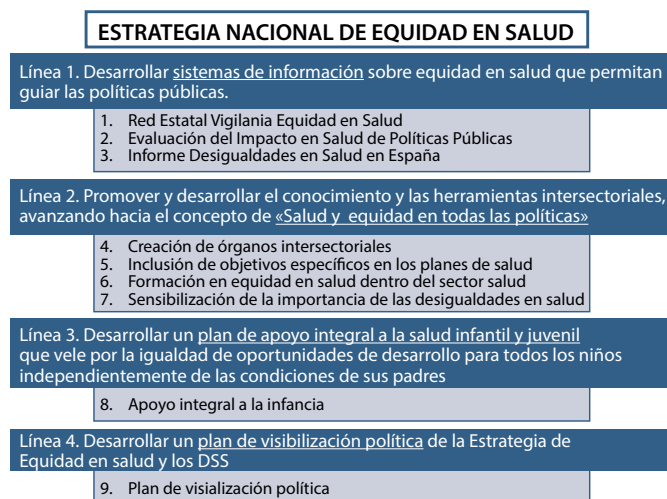 ESTRATEGIA NACIONAL DE EQUIDAD EN SALUD
Línea 1. Desarrollar sistemas de información sobre equidad en salud que permitan
guiar las políticas públicas.
1. Red Estatal Vigilania Equidad en Salud
2. Evaluación del Impacto en Salud de Políticas Públicas
3. Informe Desigualdades en Salud en España
Línea 2. Promover y desarrollar el conocimiento y las herramientas intersectoriales,
avanzando hacia el concepto de «Salud y equidad en todas las políticas»
4. Creación de órganos intersectoriales
5. Inclusión de objetivos específicos en los planes de salud
6. Formación en equidad en salud dentro del sector salud
7. Sensibilización de la importancia de las desigualdades en salud
Línea 3. Desarrollar un plan de apoyo integral a la salud infantil y juvenil
que vele por la igualdad de oportunidades de desarrollo para todos los niños
independientemente de las condiciones de sus padres
8. Apoyo integral a la infancia
Línea 4. Desarrollar un plan de visibilización política de la Estrategia de
Equidad en salud y los DSS
9. Plan de visialización política